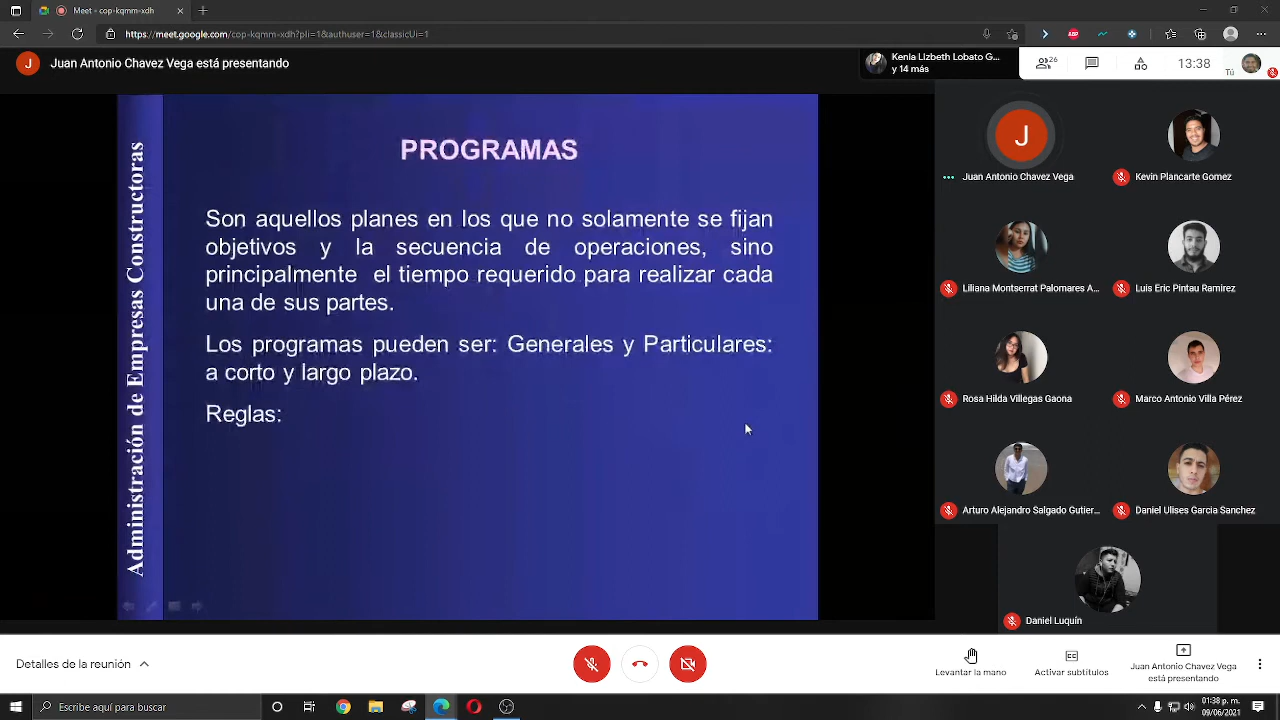 Meet - cpp-kqmm-xdh
https://meet.google.com/cpp-kqmm-xdh?pli=1&authuser=1&classicUi=1
J
Juan Antonio Chavez Vega está presentando
Kenia Lizbeth Lobato G...
y 14 más
26
13:38
Tú
Administración de Empresas Constructoras
PROGRAMAS
Son aquellos planes en los que no solamente se fijan
objetivos y la secuencia de operaciones, sino
principalmente el tiempo requerido para realizar cada
una de sus partes.
Los programas pueden ser: Generales y Particulares:
a corto y largo plazo.
Reglas:
J
Juan Antonio Chavez Vega
Kevin Plancarte Gomez
Liliana Montserrat Palomares A...
Luis Eric Pintau Ramirez
Rosa Hilda Villegas Gaona
Marco Antonio Villa Pérez
Arturo Alejandro Salgado Gutier...
Daniel Ulises Garcia Sanchez
Daniel Luquín
Detalles de la reunión
Levantar la mano
CC
Activar subtítulos
Juan Antonio Chavez Vega
está presentando
Escribe aquí para buscar
01:38 p. m.
09/06/2021